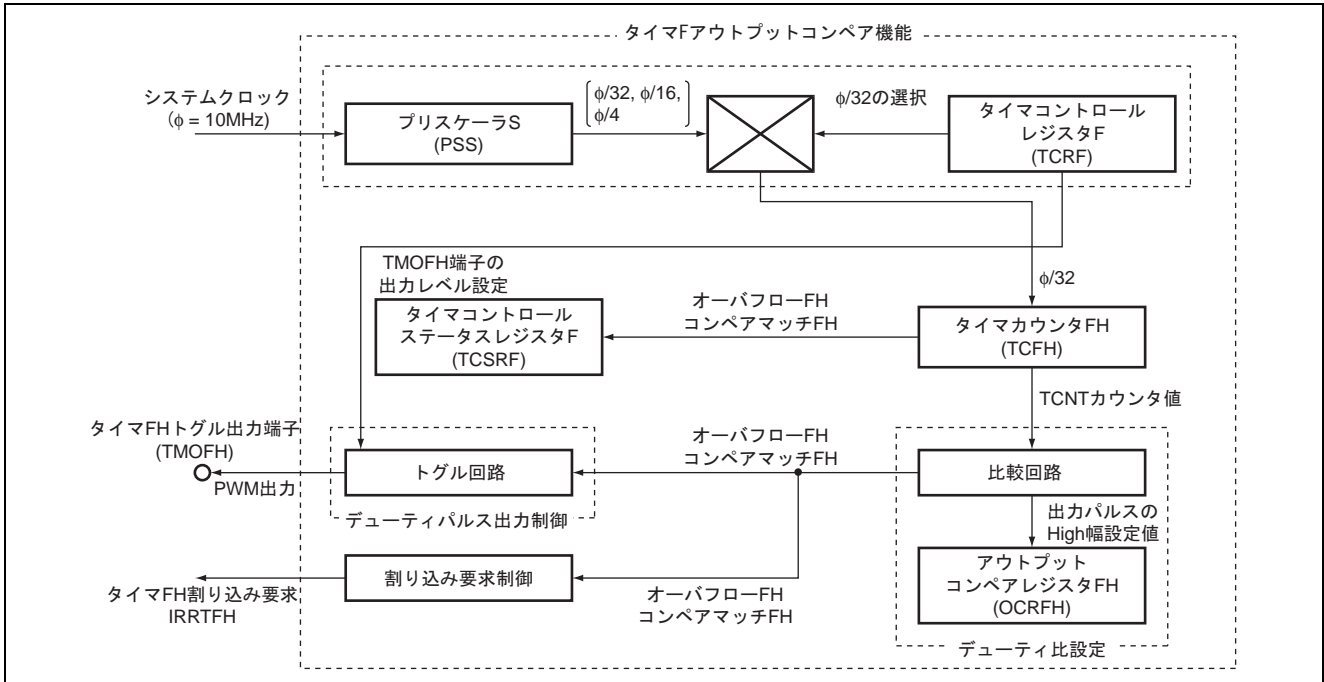 タイマFアウトプットコンペア機能
システムクロック
（φ = 10MHz）
プリスケーラS
(PSS)
φ/32, φ/16,
φ/4
φ/32の選択
タイマコントロール
レジスタF
(TCRF)
TMOFH端子の
出力レベル設定
φ/32
タイマコントロール
ステータスレジスタF
(TCSRF)
オーバフローFH
コンペアマッチFH
タイマカウンタFH
(TCFH)
TCNTカウンタ値
タイマFHトグル出力端子
(TMOFH)
PWM出力
トグル回路
デューティパルス出力制御
オーバフローFH
コンペアマッチFH
比較回路
出力パルスの
High幅設定値
アウトプット
コンペアレジスタFH
(OCRFH)
デューティ比設定
割り込み要求制御
オーバフローFH
コンペアマッチFH
タイマFH割り込み要求
IRRTFH